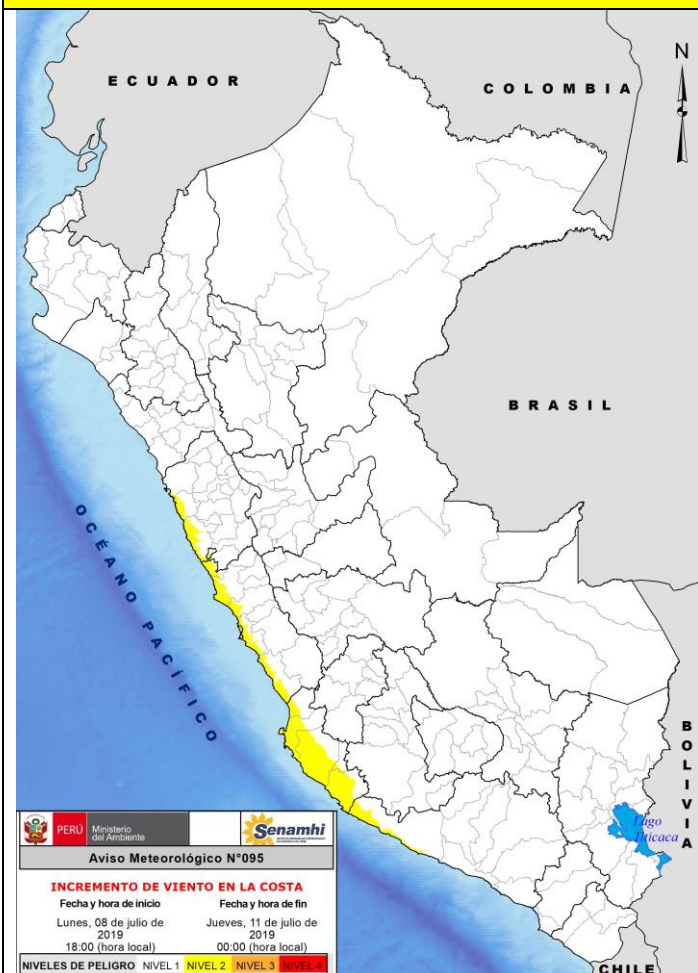 ECUADOR
COLOMBIA
N
BRASIL
OCÉANO PACÍFICO
BOLIVIA
Lago
Titicaca
PERÚ
Ministerio
del Ambiente
Senamhi
Aviso Meteorológico N°095
INCREMENTO DE VIENTO EN LA COSTA
Fecha y hora de inicio
Fecha y hora de fin
Lunes, 08 de julio de
2019
18:00 (hora local)
Jueves, 11 de julio de
2019
00:00 (hora local)
NIVELES DE PELIGRO NIVEL 1 NIVEL 2 NIVEL 3 NIVEL 4
CHILE